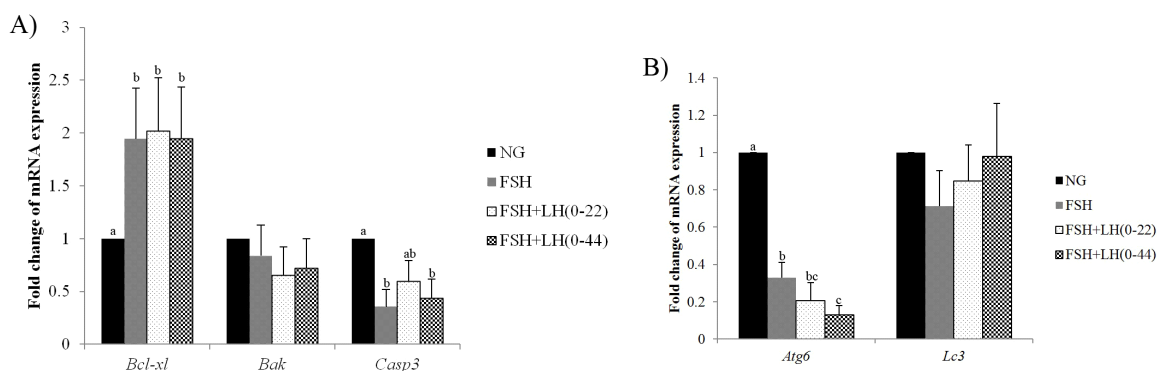 A)
Fold change of mRNA expression
3
2.5
2
1.5
1
0.5
0
a
b
b
b
b
ab
b
Bcl-xl
Bak
Casp3
NG
FSH
FSH+LH(0-22)
FSH+LH(0-44)
B)
Fold change of mRNA expression
1.4
1.2
1
0.8
0.6
0.4
0.2
0
a
b
bc
c
Atg6
Lc3
NG
FSH
FSH+LH(0-22)
FSH+LH(0-44)